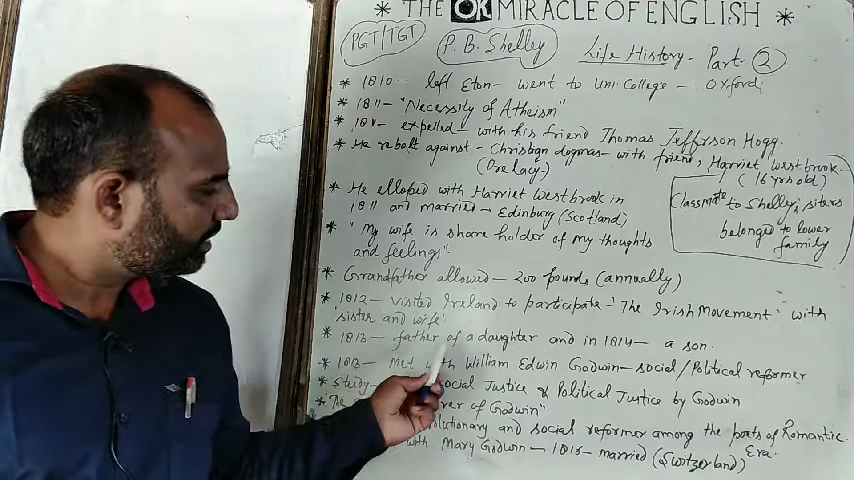 * THE OK MIRACLE OF ENGLISH *
PGT/TGT P. B. Shelley Life History - Part 2
* 1810 - left Eton - went to Uni. College - Oxford.
* 1811 - "Necessity of Atheism"
* 1811 - expelled - with his friend Thomas Jefferson Hogg.
* He rebolt against - Christian dogmas - with friend, Harriet Westbrook.
(Prelacy-) (16 yrs old)
Classmate to Shelley's sisters
belonged to lower
family
* He elloped with Harriet Westbrook in
1811 and married - Edinburg (Scotland)
* "My wife is share holder of my thoughts
and feelings".
* Grandfather allowed - 200 pounds (annually)
* 1812 - visited Ireland to participate - 'The Irish Movement' with
'sister and wife'.
* 1813 - father of a daughter and in 1814 - a son.
* 1813 - Met with William Edwin Godwin - social/Political reformer
* Study - Social Justice & Political Justice by Godwin
* "The of Godwin"
and social reformer among the poets of Romantic
Era.
with Mary Godwin - married (Switzerland)